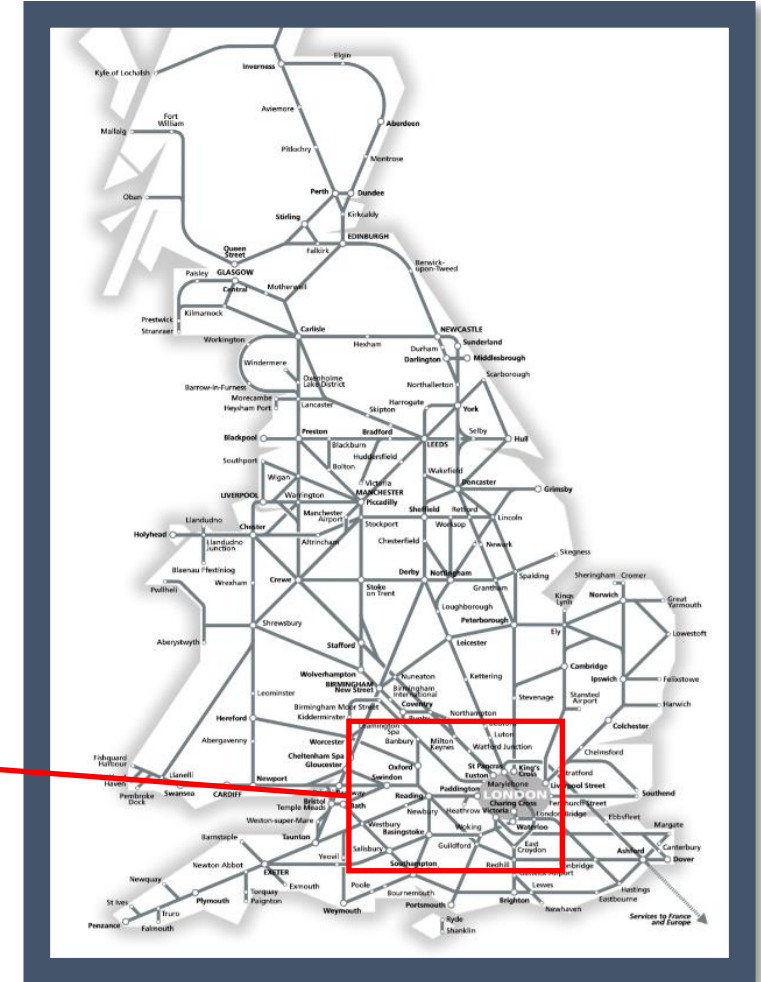 Elgin
Inverness
Kyle of Lochalsh
Aviemore
Fort
William
Mallaig
Aberdeen
Pitlochry
Montrose
Perth
Dundee
Oban
Stirling
Kirkcaldy
EDINBURGH
Queen
Street
Falkirk
GLASGOW
Paisley
Central
Motherwell
Berwick-
upon-Tweed
Prestwick
Kilmarnock
Stranraer
Carlisle
NEWCASTLE
Workington
Hexham
Durham
Sunderland
Darlington
Middlesbrough
Windermere
Scarborough
Oxenholme
Lake District
Northallerton
Barrow-in-Furness
Morecambe
Heysham Port
Lancaster
Harrogate
York
Skipton
Blackpool
Preston
Bradford
LEEDS
Selby
Hull
Blackburn
Huddersfield
Southport
Bolton
Wakefield
Wigan
Victoria
MANCHESTER
Piccadilly
Doncaster
LIVERPOOL
Warrington
Grimsby
Manchester
Airport
Sheffield
Retford
Lincoln
Llandudno
Stockport
Worksop
Holyhead
Chester
Llandudno
Junction
Altrincham
Chesterfield
Newark
Skegness
Blaenau Ffestiniog
Derby
Nottingham
Spalding
Sheringham
Cromer
Pwllheli
Wrexham
Crewe
Stoke
on Trent
Grantham
Kings
Lynn
Norwich
Great
Yarmouth
Loughborough
Peterborough
Ely
Lowestoft
Shrewsbury
Aberystwyth
Stafford
Leicester
Cambridge
Wolverhampton
Nuneaton
Kettering
Ipswich
Felixstowe
BIRMINGHAM
New Street
Birmingham
International
Stansted
Airport
Harwich
Leominster
Stevenage
Birmingham Moor Street
Coventry
Kidderminster
Northampton
Colchester
Hereford
Spa
Luton
Worcester
Banbury
Milton
Keynes
Watford Junction
Chelmsford
Abergavenny
Cheltenham Spa
Gloucester
Oxford
St Pancras
Euston
King's
Cross
Stratford
Fishguard
Harbour
Haven
Llanelli
Newport
Swindon
Paddington
Marylebone
Liverpool Street
LONDON
Pembroke
Dock
Swansea
CARDIFF
Bristol
Temple Meads
Bath
Reading
Heathrow
Victoria
Charing Cross
Fenchurch Street
Southend
London Bridge
Ebbsfleet
Newbury
Weston-super-Mare
Westbury
Basingstoke
Woking
Waterloo
Margate
Barnstaple
Taunton
Guildford
East
Croydon
Canterbury
Salisbury
Redhill
Ashford
Dover
Newton Abbot
Yeovil
Southampton
EXETER
Newquay
Exmouth
Poole
Lewes
Hastings
Eastbourne
St Ives
Plymouth
Torquay
Paignton
Bournemouth
Truro
Weymouth
Portsmouth
Brighton
Newhaven
Penzance
Falmouth
Ryde
Shanklin
Services to France
and Europe